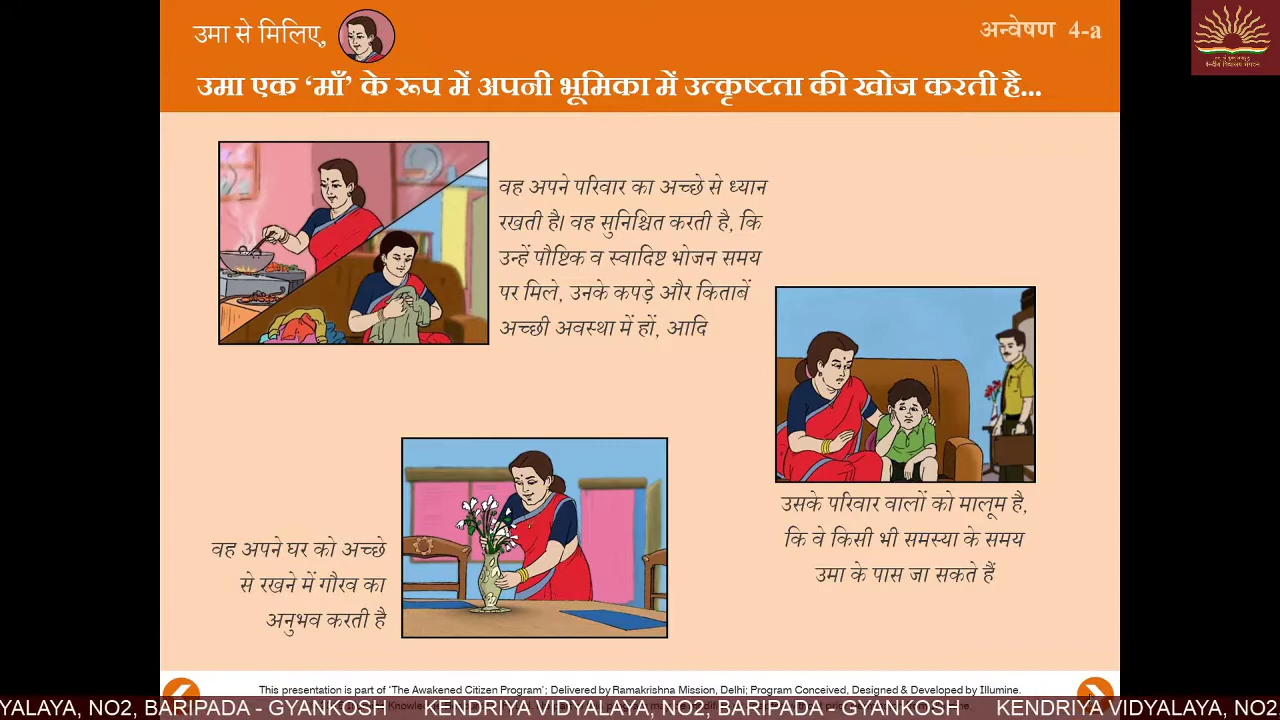 उमा से मिलिए,
अन्वेषण 4-a
उमा एक ‘माँ’ के रूप में अपनी भूमिका में उत्कृष्टता की खोज करती है...
वह अपने परिवार का अच्छे से ध्यान
रखती है। वह सुनिश्चित करती है, कि
उन्हें पौष्टिक व स्वादिष्ट भोजन समय
पर मिले, उनके कपड़े और किताबें
अच्छी अवस्था में हों, आदि
उसके परिवार वालों को मालूम है,
कि वे किसी भी समस्या के समय
उमा के पास जा सकते हैं
वह अपने घर को अच्छे
से रखने में गौरव का
अनुभव करती है
This presentation is part of ‘The Awakened Citizen Program’; Delivered by Ramakrishna Mission, Delhi; Program Conceived, Designed & Developed by Illumine.
YALAYA, NO2, BARIPADA - GYANKOSH KENDRIYA VIDYALAYA, NO2, BARIPADA - GYANKOSH KENDRIYA VIDYALAYA, NO2